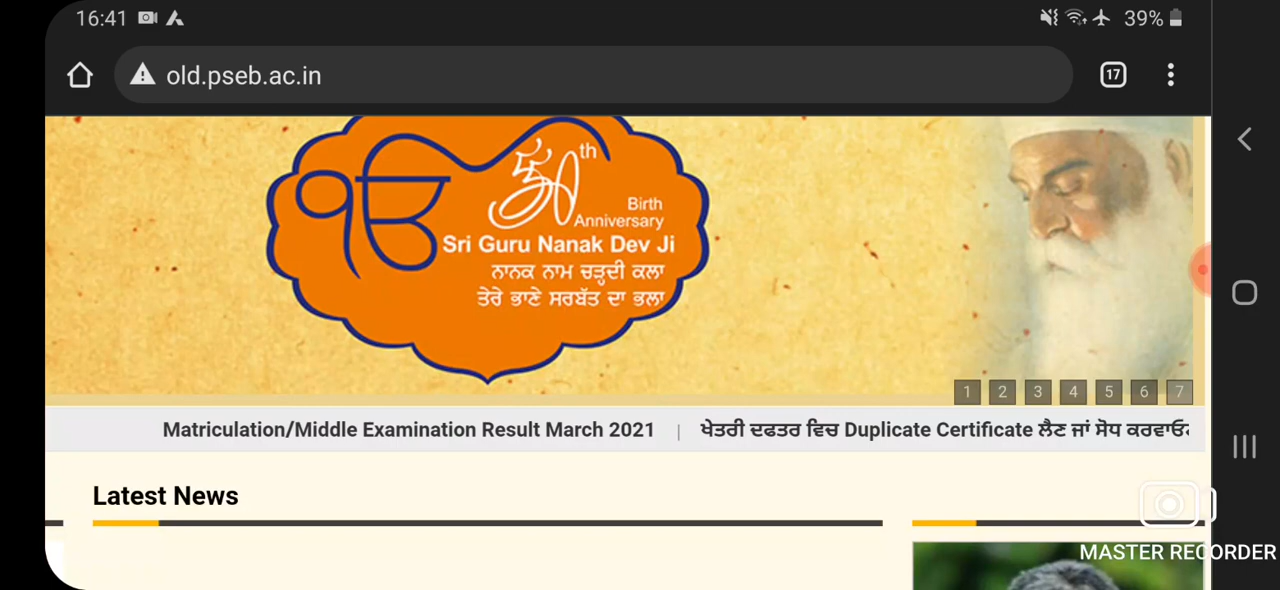 16:41
39%
old.pseb.ac.in
17
ੴ
th
Birth
Anniversary
Sri Guru Nanak Dev Ji
ਨਾਨਕ ਨਾਮ ਚੜ੍ਹਦੀ ਕਲਾ
ਤੇਰੇ ਭਾਣੇ ਸਰਬੱਤ ਦਾ ਭਲਾ
1 2 3 4 5 6 7
Matriculation/Middle Examination Result March 2021 | ਖੇਤਰੀ ਦਫਤਰ ਵਿਚ Duplicate Certificate ਲੈਣ ਜਾਂ ਸੋਧ
Latest News
MASTER RECORDER